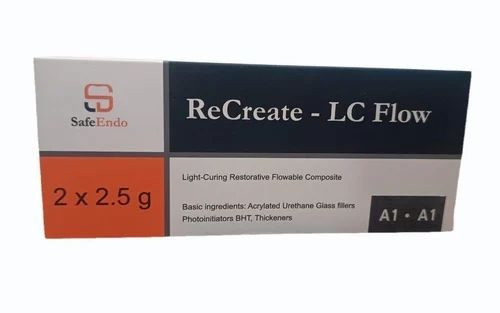 SafeEndo
ReCreate - LC Flow
2 x 2.5 g
Light-Curing Restorative Flowable Composite
Basic ingredients: Acrylated Urethane Glass fillers
Photoinitiators BHT, Thickeners
A1 • A1